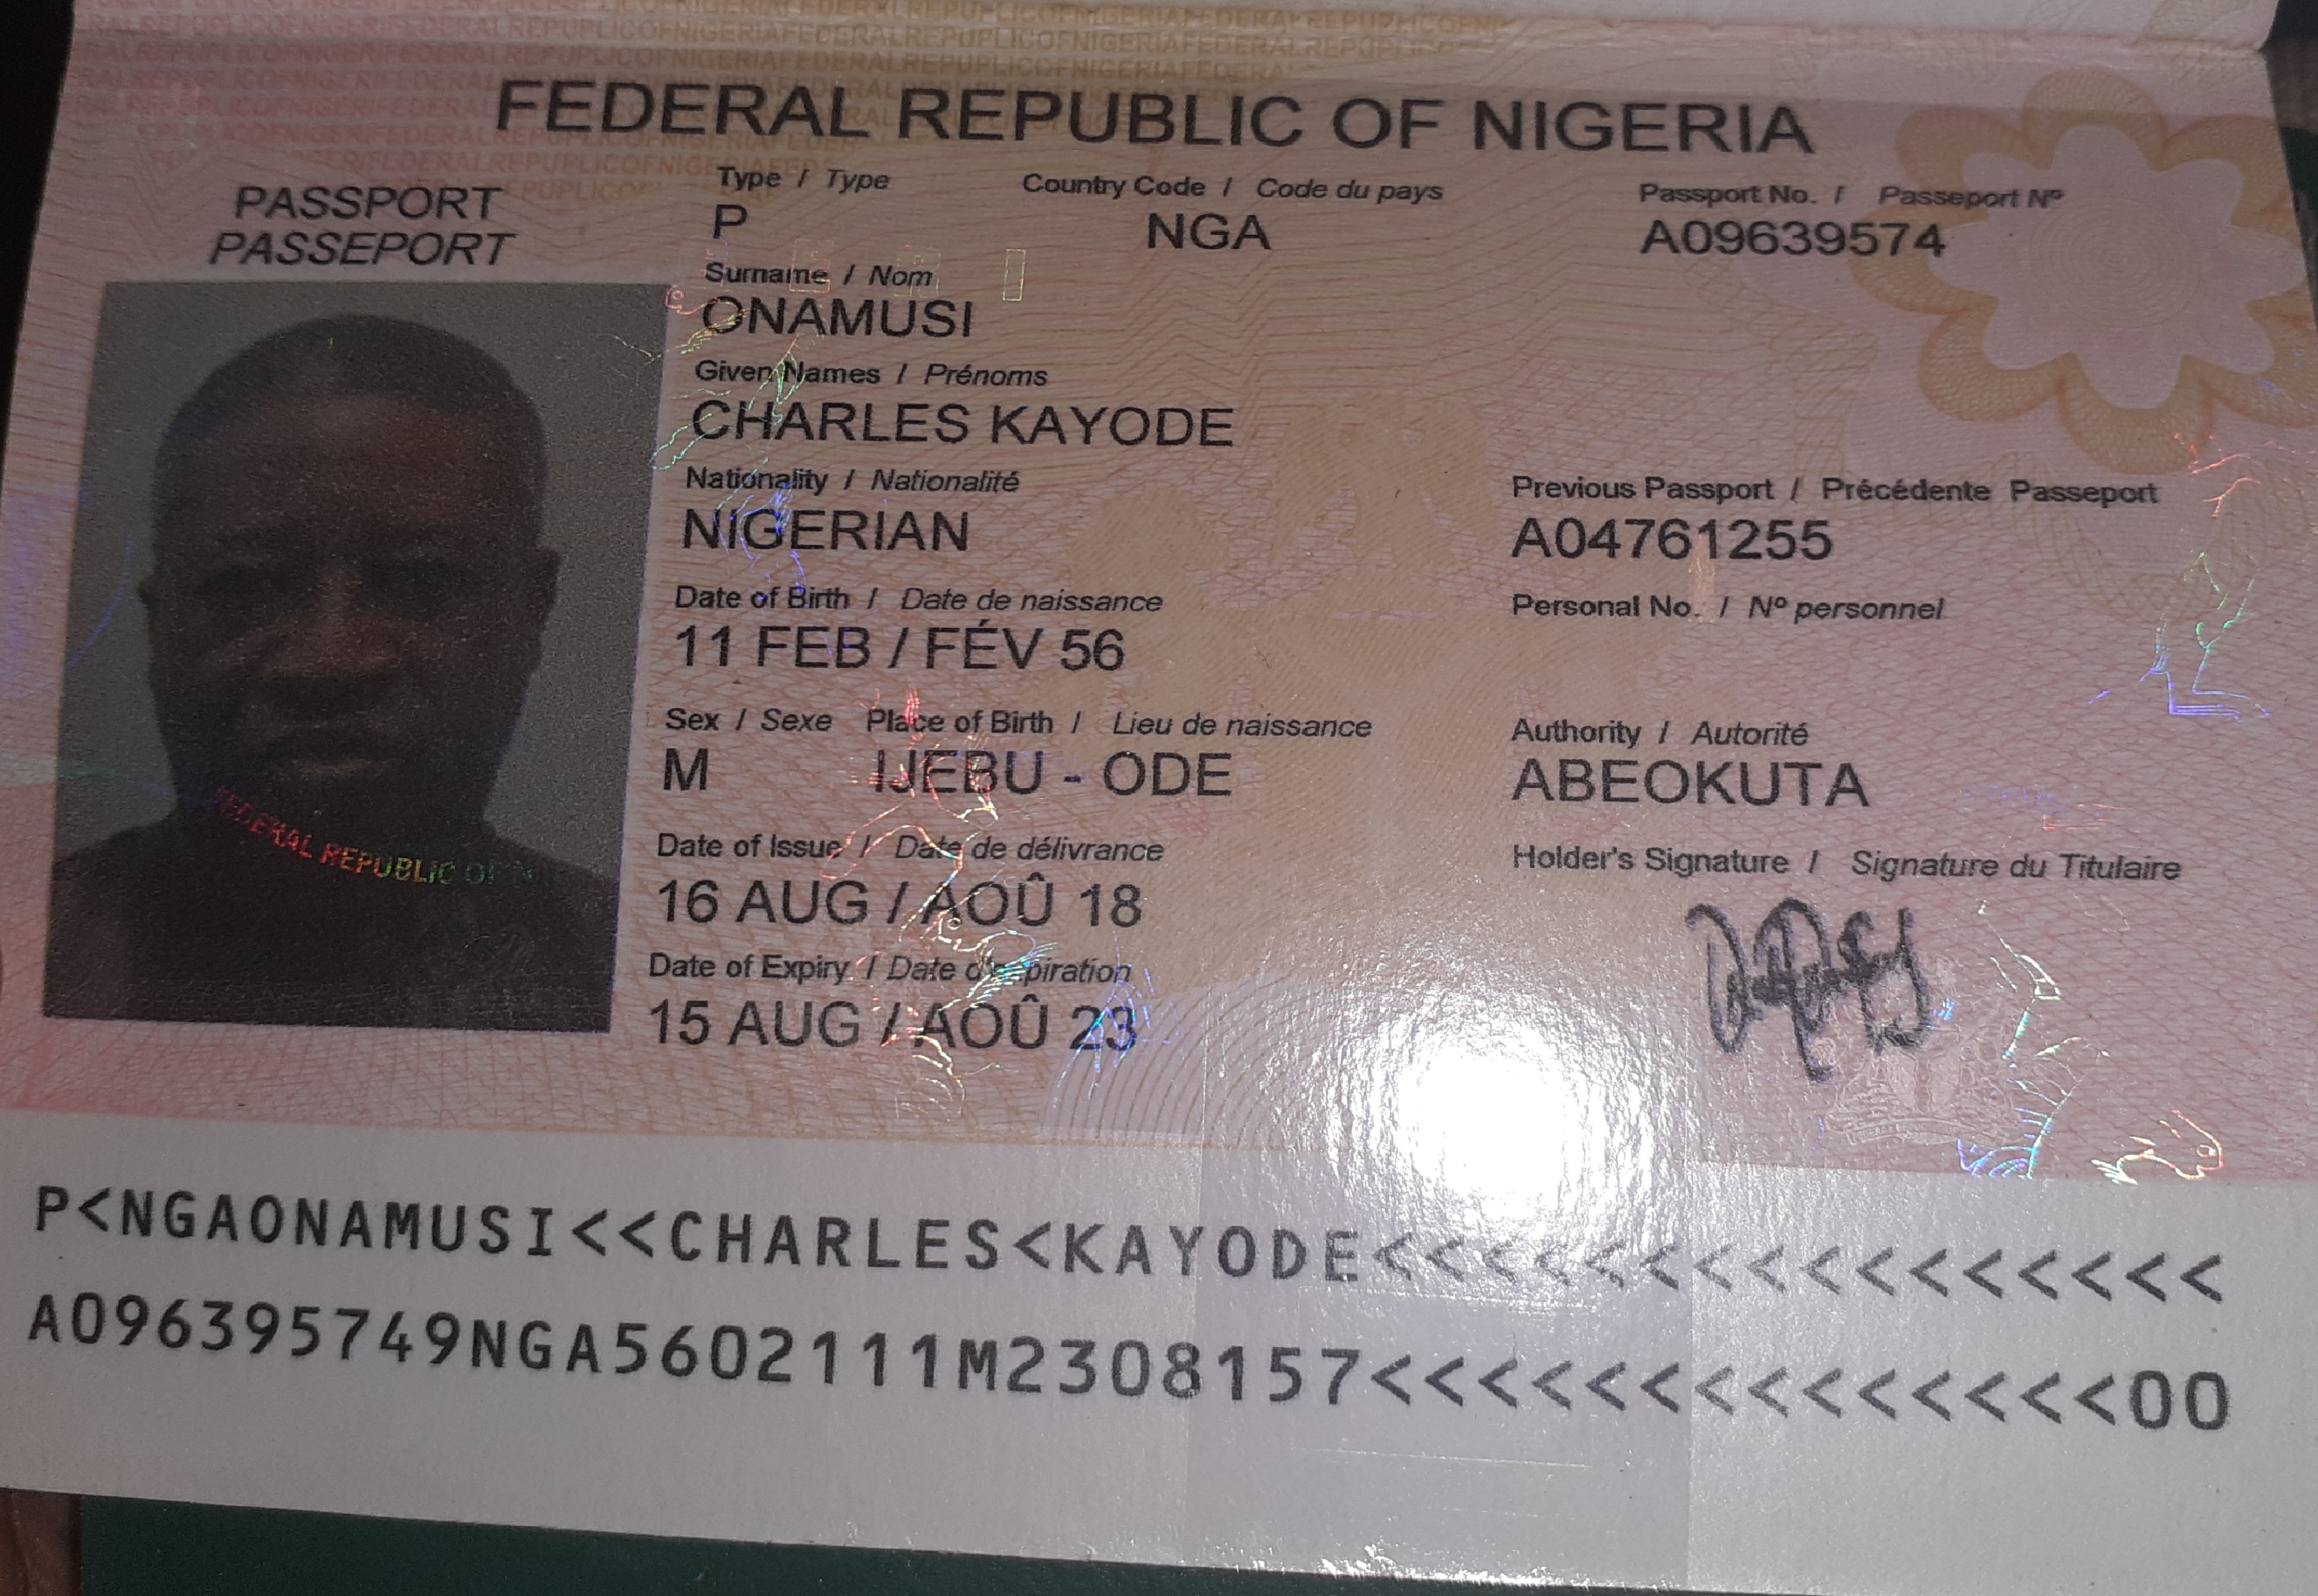 FEDERAL REPUBLIC OF NIGERIA
PASSPORT
PASSEPORT
Type / Type
P
Country Code / Code du pays
NGA
Passport No. / Passeport Nº
A09639574
Surname / Nom
ONAMUSI
Given Names / Prénoms
CHARLES KAYODE
Nationality / Nationalité
NIGERIAN
Previous Passport / Précédente Passeport
A04761255
Date of Birth / Date de naissance
11 FEB / FÉV 56
Personal No. / Nº personnel
Sex / Sexe Place of Birth / Lieu de naissance
M IJEBU - ODE
Authority / Autorité
ABEOKUTA
Date of Issue / Date de délivrance
16 AUG / AOÛ 18
Holder's Signature / Signature du Titulaire
Date of Expiry / Date d'expiration
15 AUG / AOÛ 23
FEDERAL REPUBLIC OF
P<NGAONAMUSI<<CHARLES<KAYODE<<<<<<<<<<<<<<<<
A096395749NGA5602111M2308157<<<<<<<<<<<<<<00